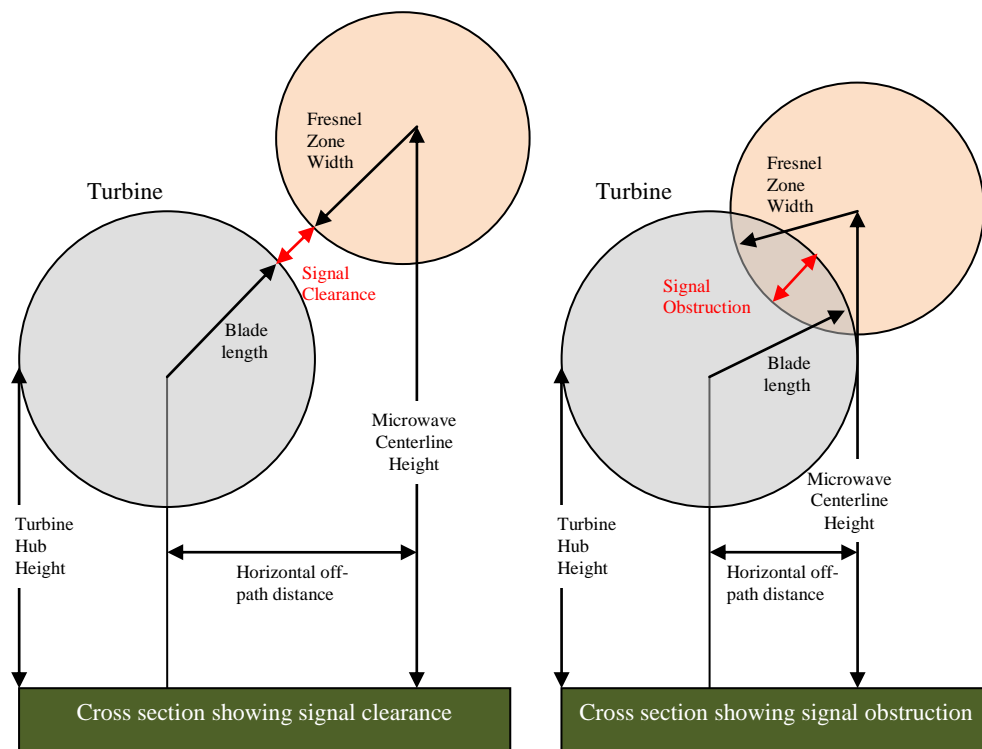 Fresnel
Zone
Width
Turbine
Signal
Clearance
Blade
length
Microwave
Centerline
Height
Turbine
Hub
Height
Horizontal off-
path distance
Cross section showing signal clearance
Fresnel
Zone
Width
Turbine
Signal
Obstruction
Blade
length
Microwave
Centerline
Height
Turbine
Hub
Height
Horizontal off-
path distance
Cross section showing signal obstruction